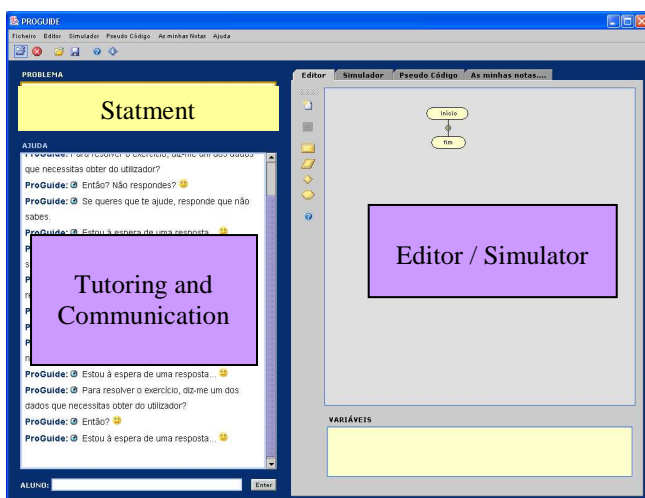 PROGUIDE
Ficheiro Editor Simulador Pseudo Código As minhas Notas Ajuda
PROBLEMA
Statment
AJUDA
que necessitas obter do utilizador?
ProGuide: Então? Não respondes?
ProGuide: Se queres que te ajude, responde que não
sabes.
ProGuide: Estou à espera de uma resposta...
Tutoring and
Communication
ProGuide: Estou à espera de uma resposta...
ProGuide: Para resolver o exercício, diz-me um dos
dados que necessitas obter do utilizador?
ProGuide: Então?
ProGuide: Estou à espera de uma resposta...
ALUNO:
Enter
Editor Simulador Pseudo Código As minhas notas....
inicio
fim
Editor / Simulator
VARIÁVEIS